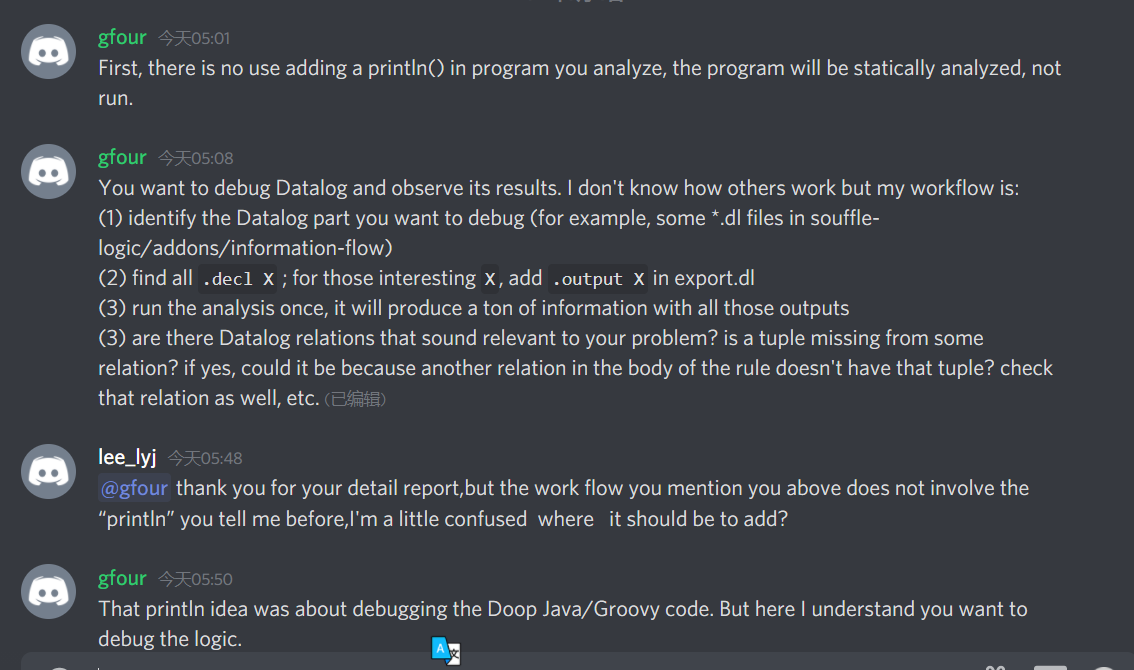 gfour 今天05:01
First, there is no use adding a println() in program you analyze, the program will be statically analyzed, not
run.
gfour 今天05:08
You want to debug Datalog and observe its results. I don't know how others work but my workflow is:
(1) identify the Datalog part you want to debug (for example, some *.dl files in souffle-
logic/addons/information-flow)
(2) find all .decl X ; for those interesting X, add .output X in export.dl
(3) run the analysis once, it will produce a ton of information with all those outputs
(3) are there Datalog relations that sound relevant to your problem? is a tuple missing from some
relation? if yes, could it be because another relation in the body of the rule doesn't have that tuple? check
that relation as well, etc. (已编辑)
lee_lyj 今天05:48
@gfour thank you for your detail report,but the work flow you mention you above does not involve the
“println” you tell me before,I'm a little confused where it should be to add?
gfour 今天05:50
That println idea was about debugging the Doop Java/Groovy code. But here I understand you want to
debug the logic.
A 文